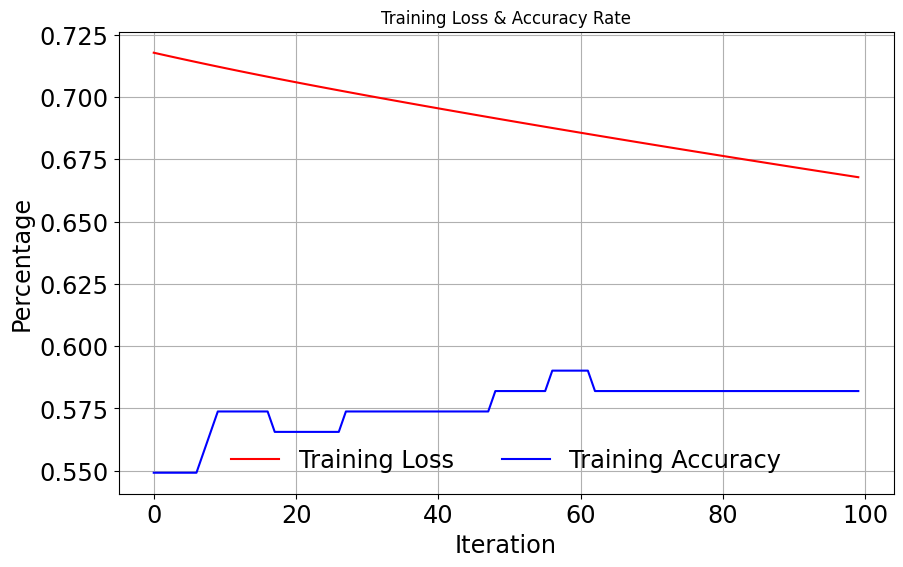 Training Loss & Accuracy Rate
0.725
0.700
0.675
0.650
0.625
0.600
0.575
0.550
Percentage
Training Loss
Training Accuracy
0 20 40 60 80 100
Iteration